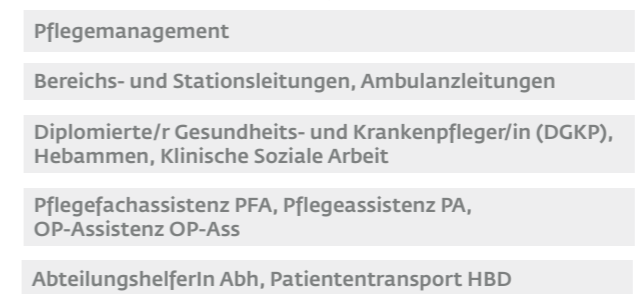 Pflegemanagement
Bereichs- und Stationsleitungen, Ambulanzleitungen
Diplomierte/r Gesundheits- und Krankenpfleger/in (DGKP),
Hebammen, Klinische Soziale Arbeit
Pflegefachassistenz PFA, Pflegeassistenz PA,
OP-Assistenz OP-Ass
AbteilungshelferIn Abh, Patiententransport HBD